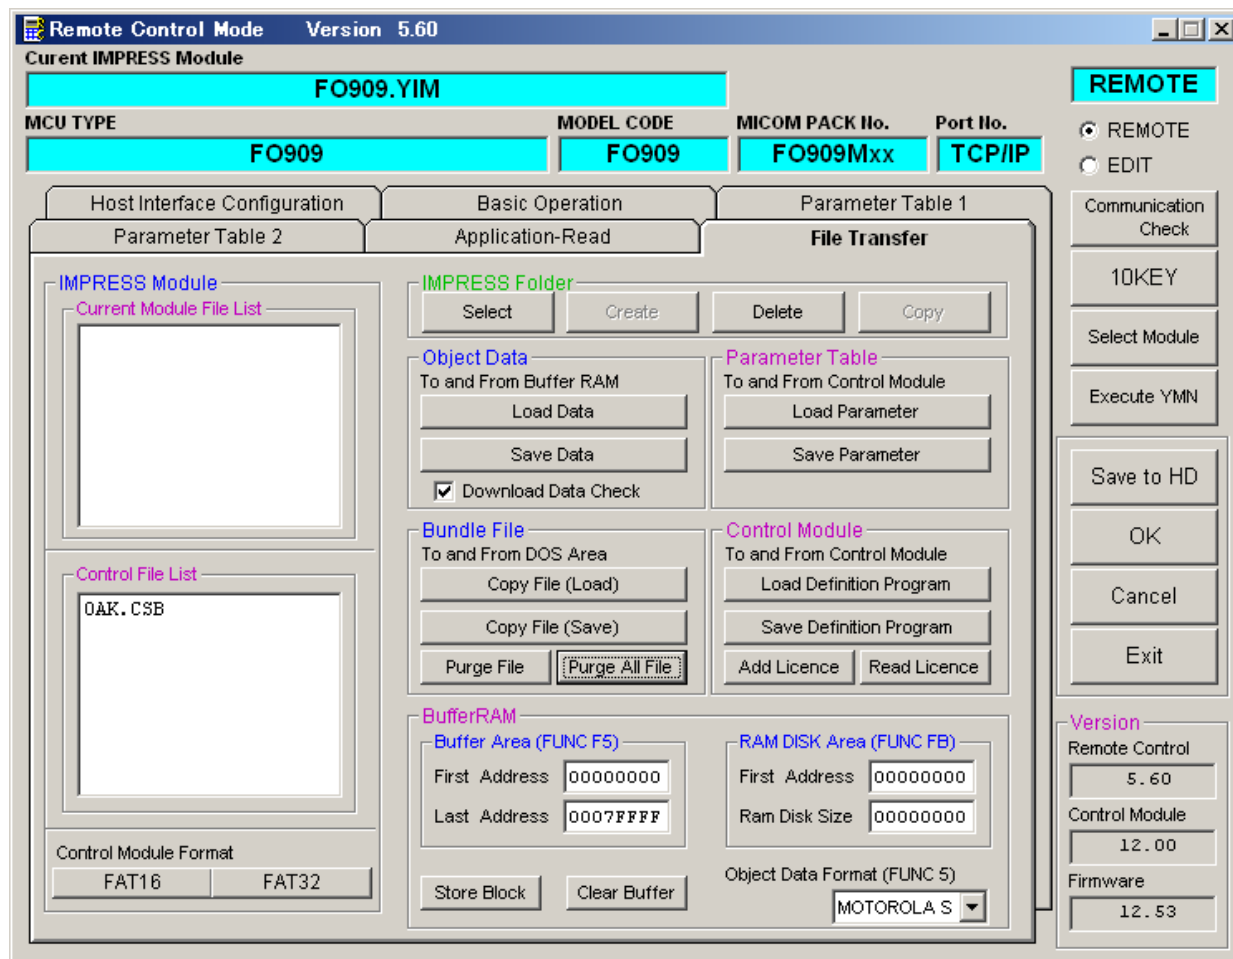 Remote Control Mode Version 5.60
Curent IMPRESS Module
FO909.YIM
REMOTE
MCU TYPE MODEL CODE MICOM PACK No. Port No.
FO909 FO909 FO909Mxx TCP/IP
REMOTE
EDIT
Host Interface Configuration Basic Operation Parameter Table 1
Parameter Table 2 Application-Read File Transfer
Communication
Check
10KEY
Select Module
Execute YMN
Save to HD
OK
Cancel
Exit
IMPRESS Module
Current Module File List
Control File List
OAK.CSB
Control Module Format
FAT16 FAT32
IMPRESS Folder
Select Create Delete Copy
Object Data
To and From Buffer RAM
Load Data
Save Data
Download Data Check
Parameter Table
To and From Control Module
Load Parameter
Save Parameter
Bundle File
To and From DOS Area
Copy File (Load)
Copy File (Save)
Purge File Purge All File
Control Module
To and From Control Module
Load Definition Program
Save Definition Program
Add Licence Read Licence
BufferRAM
Buffer Area (FUNC F5)
First Address 00000000
Last Address 0007FFFF
RAM DISK Area (FUNC FB)
First Address 00000000
Ram Disk Size 00000000
Store Block Clear Buffer
Object Data Format (FUNC 5)
MOTOROLA S
Version
Remote Control
5.60
Control Module
12.00
Firmware
12.53